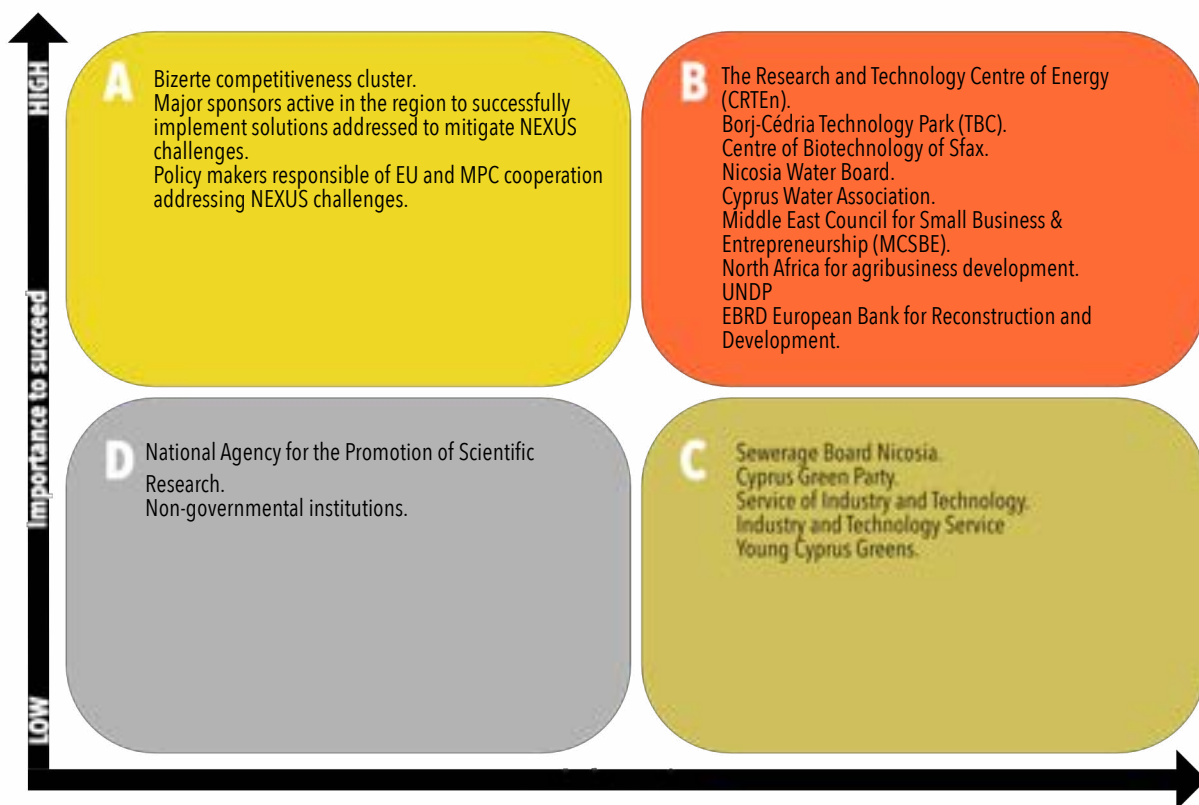 HIGH
Importance to succeed
LOW
A
Bizerte competitiveness cluster.
Major sponsors active in the region to successfully
implement solutions addressed to mitigate NEXUS
challenges.
Policy makers responsible of EU and MPC cooperation
addressing NEXUS challenges.
B
The Research and Technology Centre of Energy
(CRTEn).
Borj-Cédria Technology Park (TBC).
Centre of Biotechnology of Sfax.
Nicosia Water Board.
Cyprus Water Association.
Middle East Council for Small Business &
Entrepreneurship (MCSBE).
North Africa for agribusiness development.
UNDP
EBRD European Bank for Reconstruction and
Development.
D
National Agency for the Promotion of Scientific
Research.
Non-governmental institutions.
C
Sewerage Board Nicosia.
Cyprus Green Party.
Service of Industry and Technology.
Industry and Technology Service
Young Cyprus Greens.